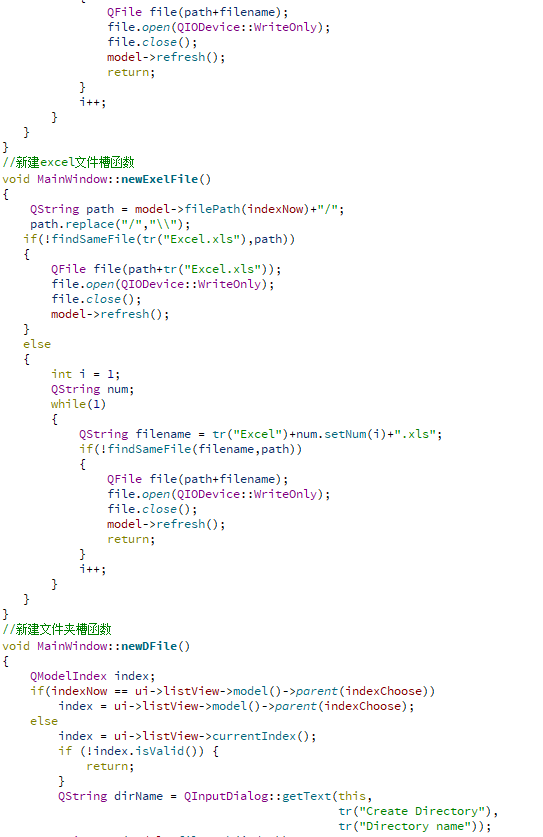 {
QFile file(path+filename);
file.open(QIODevice::WriteOnly);
file.close();
model->refresh();
return;
}
i++;
}
}
}
//新建excel文件槽函数
void MainWindow::newExelFile()
{
QString path = model->filePath(indexNow)+"/";
path.replace("/","\\");
if(!findSameFile(tr("Excel.xls"),path))
{
QFile file(path+tr("Excel.xls"));
file.open(QIODevice::WriteOnly);
file.close();
model->refresh();
}
else
{
int i = 1;
QString num;
while(1)
{
QString filename = tr("Excel")+num.setNum(i)+".xls";
if(!findSameFile(filename,path))
{
QFile file(path+filename);
file.open(QIODevice::WriteOnly);
file.close();
model->refresh();
return;
}
i++;
}
}
}
//新建文件夹槽函数
void MainWindow::newDFile()
{
QModelIndex index;
if(indexNow == ui->listView->model()->parent(indexChoose))
index = ui->listView->model()->parent(indexChoose);
else
index = ui->listView->currentIndex();
if (!index.isValid()) {
return;
}
QString dirName = QInputDialog::getText(this,
tr("Create Directory"),
tr("Directory name"));